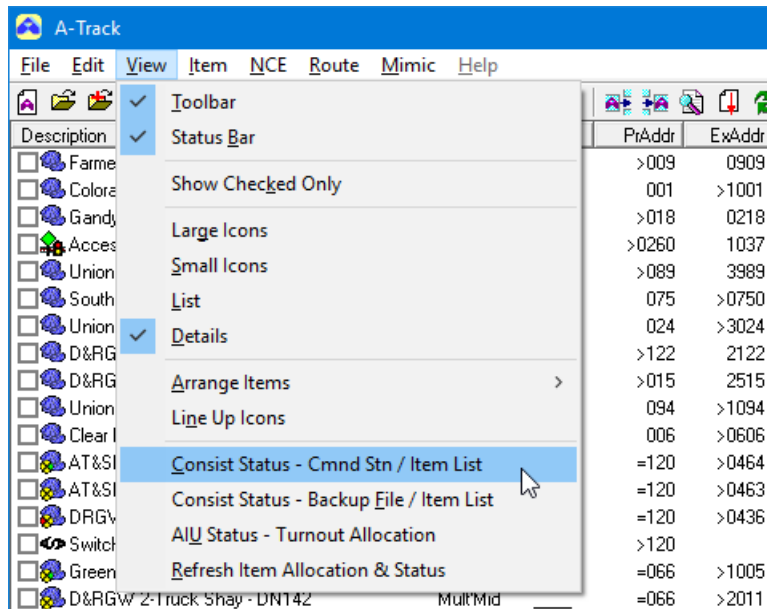 A-Track
File Edit View Item NCE Route Mimic Help
Toolbar
Description PrAddr ExAddr
Status Bar
Farme >009 0909
Show Checked Only
Colora 001 >1001
Gandy >018 0218
Large Icons
Acces >0260 1037
Small Icons
Union >089 3989
List
South 075 >0750
Union 024 >3024
Details
D&RG >122 2122
D&RG >015 2515
Arrange Items >
Union 094 >1094
Line Up Icons
Clear 006 >0606
Consist Status - Cmnd Stn / Item List
AT&SI =120 >0464
AT&SI =120 >0463
Consist Status - Backup File / Item List
DRGV =120 >0436
AIU Status - Turnout Allocation
Switch >120
Refresh Item Allocation & Status
Green =066 >1005
D&RGW 2-Truck Shay - DN142 Mult'Mid =066 >2011